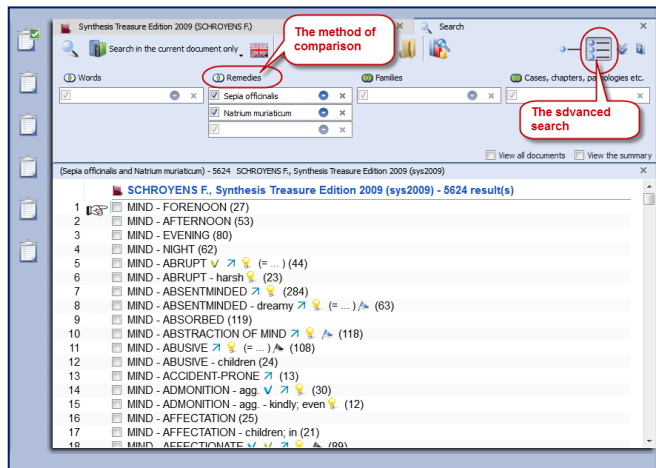 Synthesis Treasure Edition 2009 (SCHROYENS F.)
Search
The method of
comparison
Search in the current document only
Words
Remedies
Families
Cases, chapters, pathologies etc.
Sepia officinalis
Natrium muriaticum
The sdvanced
search
View all documents
View the summary
(Sepia officinalis and Natrium muriaticum) - 5624 SCHROYENS F., Synthesis Treasure Edition 2009 (sys2009)
SCHROYENS F., Synthesis Treasure Edition 2009 (sys2009) - 5624 result(s)
1 MIND - FORENOON (27)
2 MIND - AFTERNOON (53)
3 MIND - EVENING (80)
4 MIND - NIGHT (62)
5 MIND - ABRUPT (= ... ) (44)
6 MIND - ABRUPT - harsh (23)
7 MIND - ABSENTMINDED (284)
8 MIND - ABSENTMINDED - dreamy (= ... ) (63)
9 MIND - ABSORBED (119)
10 MIND - ABSTRACTION OF MIND (118)
11 MIND - ABUSIVE (= ... ) (108)
12 MIND - ABUSIVE - children (24)
13 MIND - ACCIDENT-PRONE (13)
14 MIND - ADMONITION - agg. (30)
15 MIND - ADMONITION - agg. - kindly; even (12)
16 MIND - AFFECTATION (25)
17 MIND - AFFECTATION - children; in (21)
18 MIND - AFFECTIONATE (89)